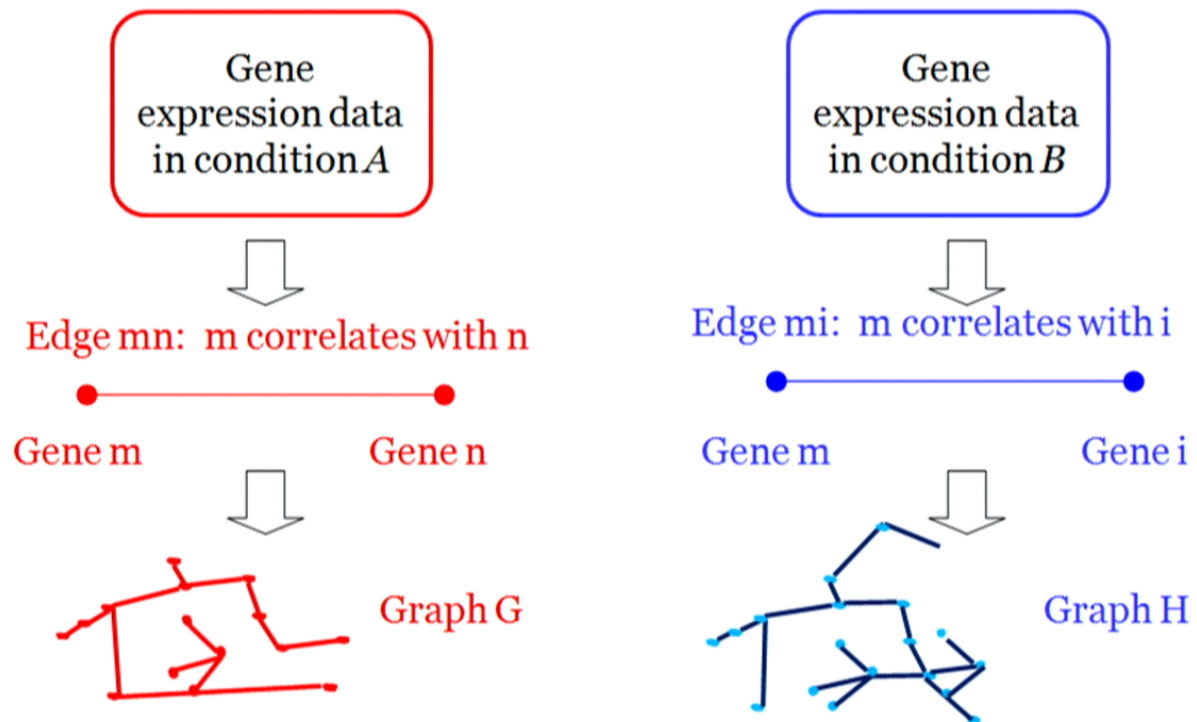 Gene
expression data
in condition A
Gene
expression data
in condition B
Edge mn: m correlates with n
Edge mi: m correlates with i
Gene m
Gene n
Gene m
Gene i
Graph G
Graph H